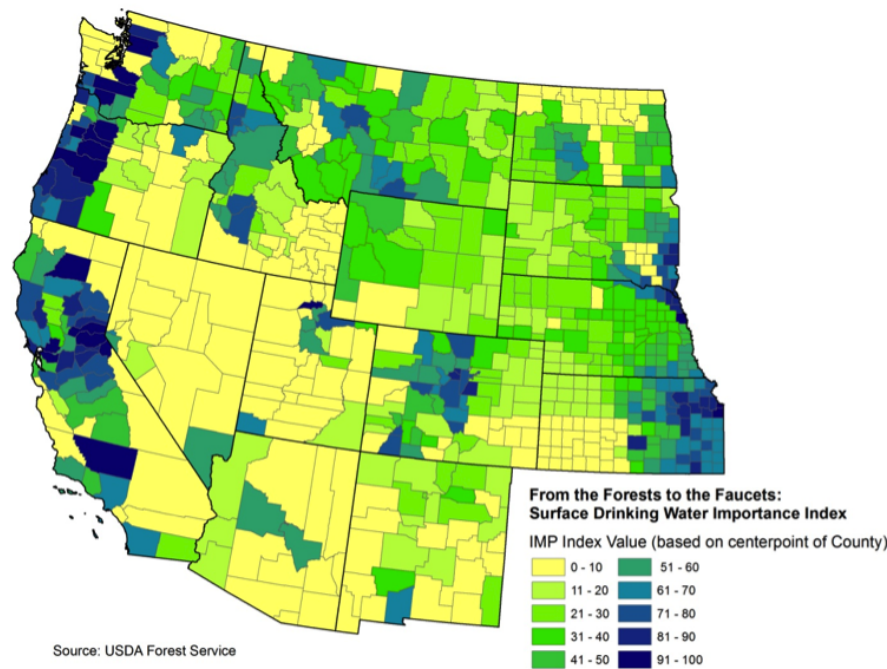 From the Forests to the Faucets:
Surface Drinking Water Importance Index
IMP Index Value (based on centerpoint of County)
0 - 10
51 - 60
11 - 20
61 - 70
21 - 30
71 - 80
31 - 40
81 - 90
41 - 50
91 - 100
Source: USDA Forest Service